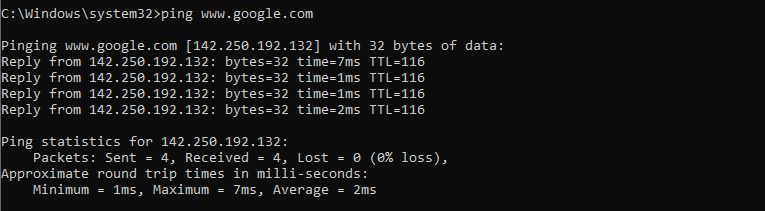 C:\Windows\system32>ping www.google.com
Pinging www.google.com [142.250.192.132] with 32 bytes of data:
Reply from 142.250.192.132: bytes=32 time=7ms TTL=116
Reply from 142.250.192.132: bytes=32 time=1ms TTL=116
Reply from 142.250.192.132: bytes=32 time=1ms TTL=116
Reply from 142.250.192.132: bytes=32 time=2ms TTL=116
Ping statistics for 142.250.192.132:
    Packets: Sent = 4, Received = 4, Lost = 0 (0% loss),
Approximate round trip times in milli-seconds:
    Minimum = 1ms, Maximum = 7ms, Average = 2ms